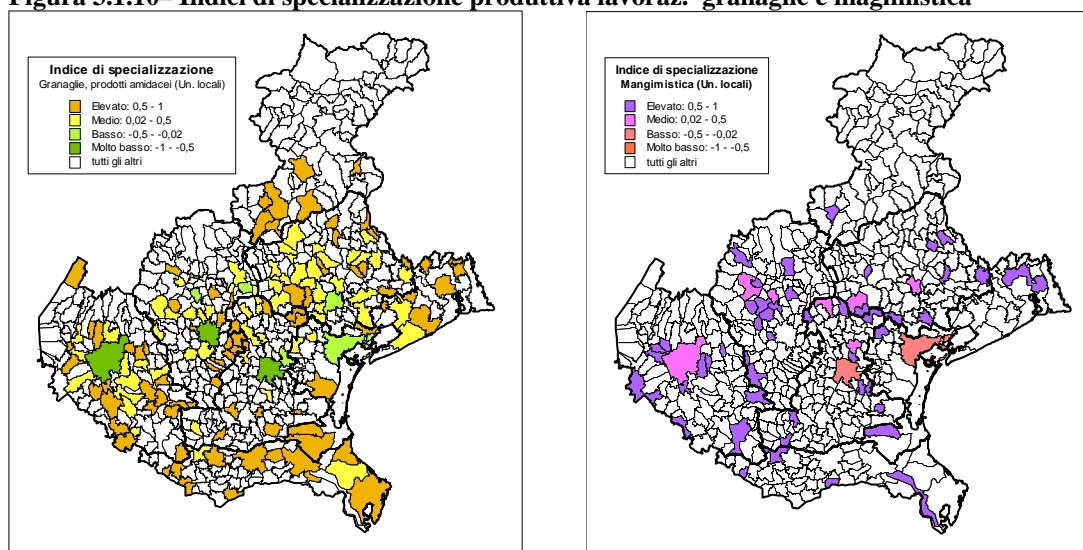 Figura 3.1.10– Indici di specializzazione produttiva lavoraz.  granaglie e magimistica
Indice di specializzazione
Granaglie, prodotti amidacei (Un. locali)
Elevato: 0,5 - 1
Medio: 0,02 - 0,5
Basso: -0,5 - -0,02
Molto basso: -1 - -0,5
tutti gli altri
Indice di specializzazione
Mangimistica (Un. locali)
Elevato: 0,5 - 1
Medio: 0,02 - 0,5
Basso: -0,5 - -0,02
Molto basso: -1 - -0,5
tutti gli altri